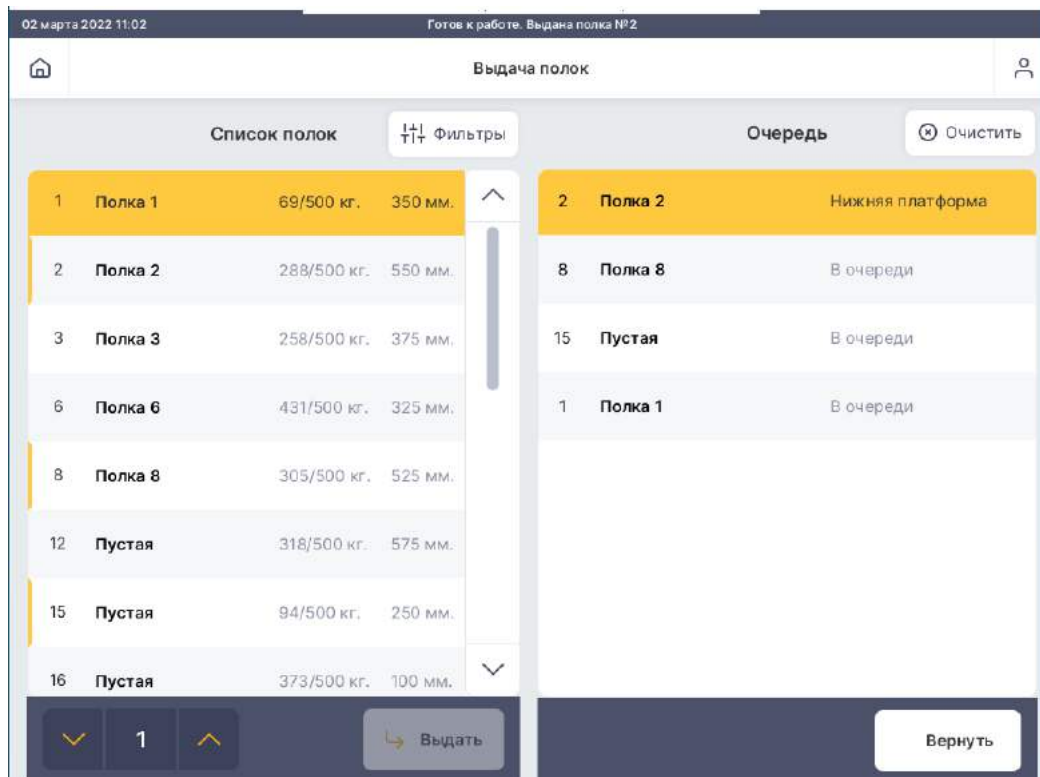 02 марта 2022 11:02
Готов к работе. Выдана полка №2
Выдача полок
Список полок
Фильтры
Очередь
Очистить
1 Полка 1 69/500 кг. 350 мм.
2 Полка 2 288/500 кг. 550 мм.
3 Полка 3 258/500 кг. 375 мм.
6 Полка 6 431/500 кг. 325 мм.
8 Полка 8 305/500 кг. 525 мм.
12 Пустая 318/500 кг. 575 мм.
15 Пустая 94/500 кг. 250 мм.
16 Пустая 373/500 кг. 100 мм.
2 Полка 2 Нижняя платформа
8 Полка 8 В очереди
15 Пустая В очереди
1 Полка 1 В очереди
1
Выдать
Вернуть